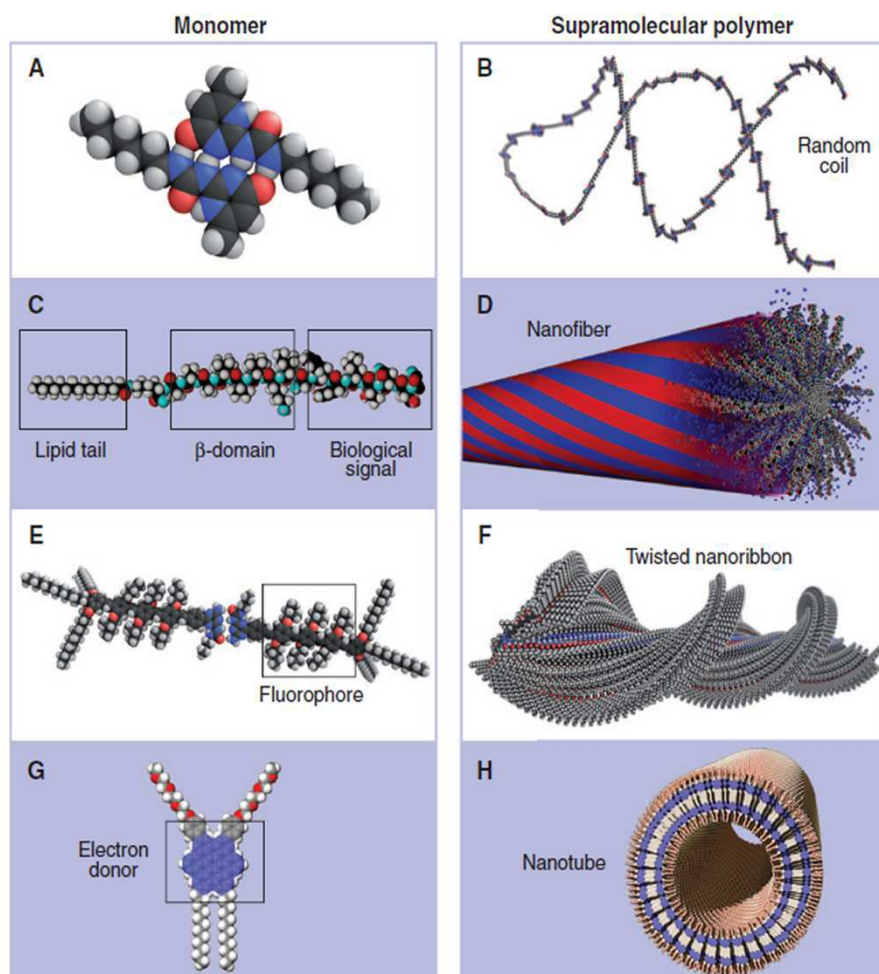 Monomer
Supramolecular polymer
A
B
Random
coil
C
Lipid tail
β-domain
Biological
signal
D
Nanofiber
E
Fluorophore
F
Twisted nanoribbon
G
Electron
donor
H
Nanotube